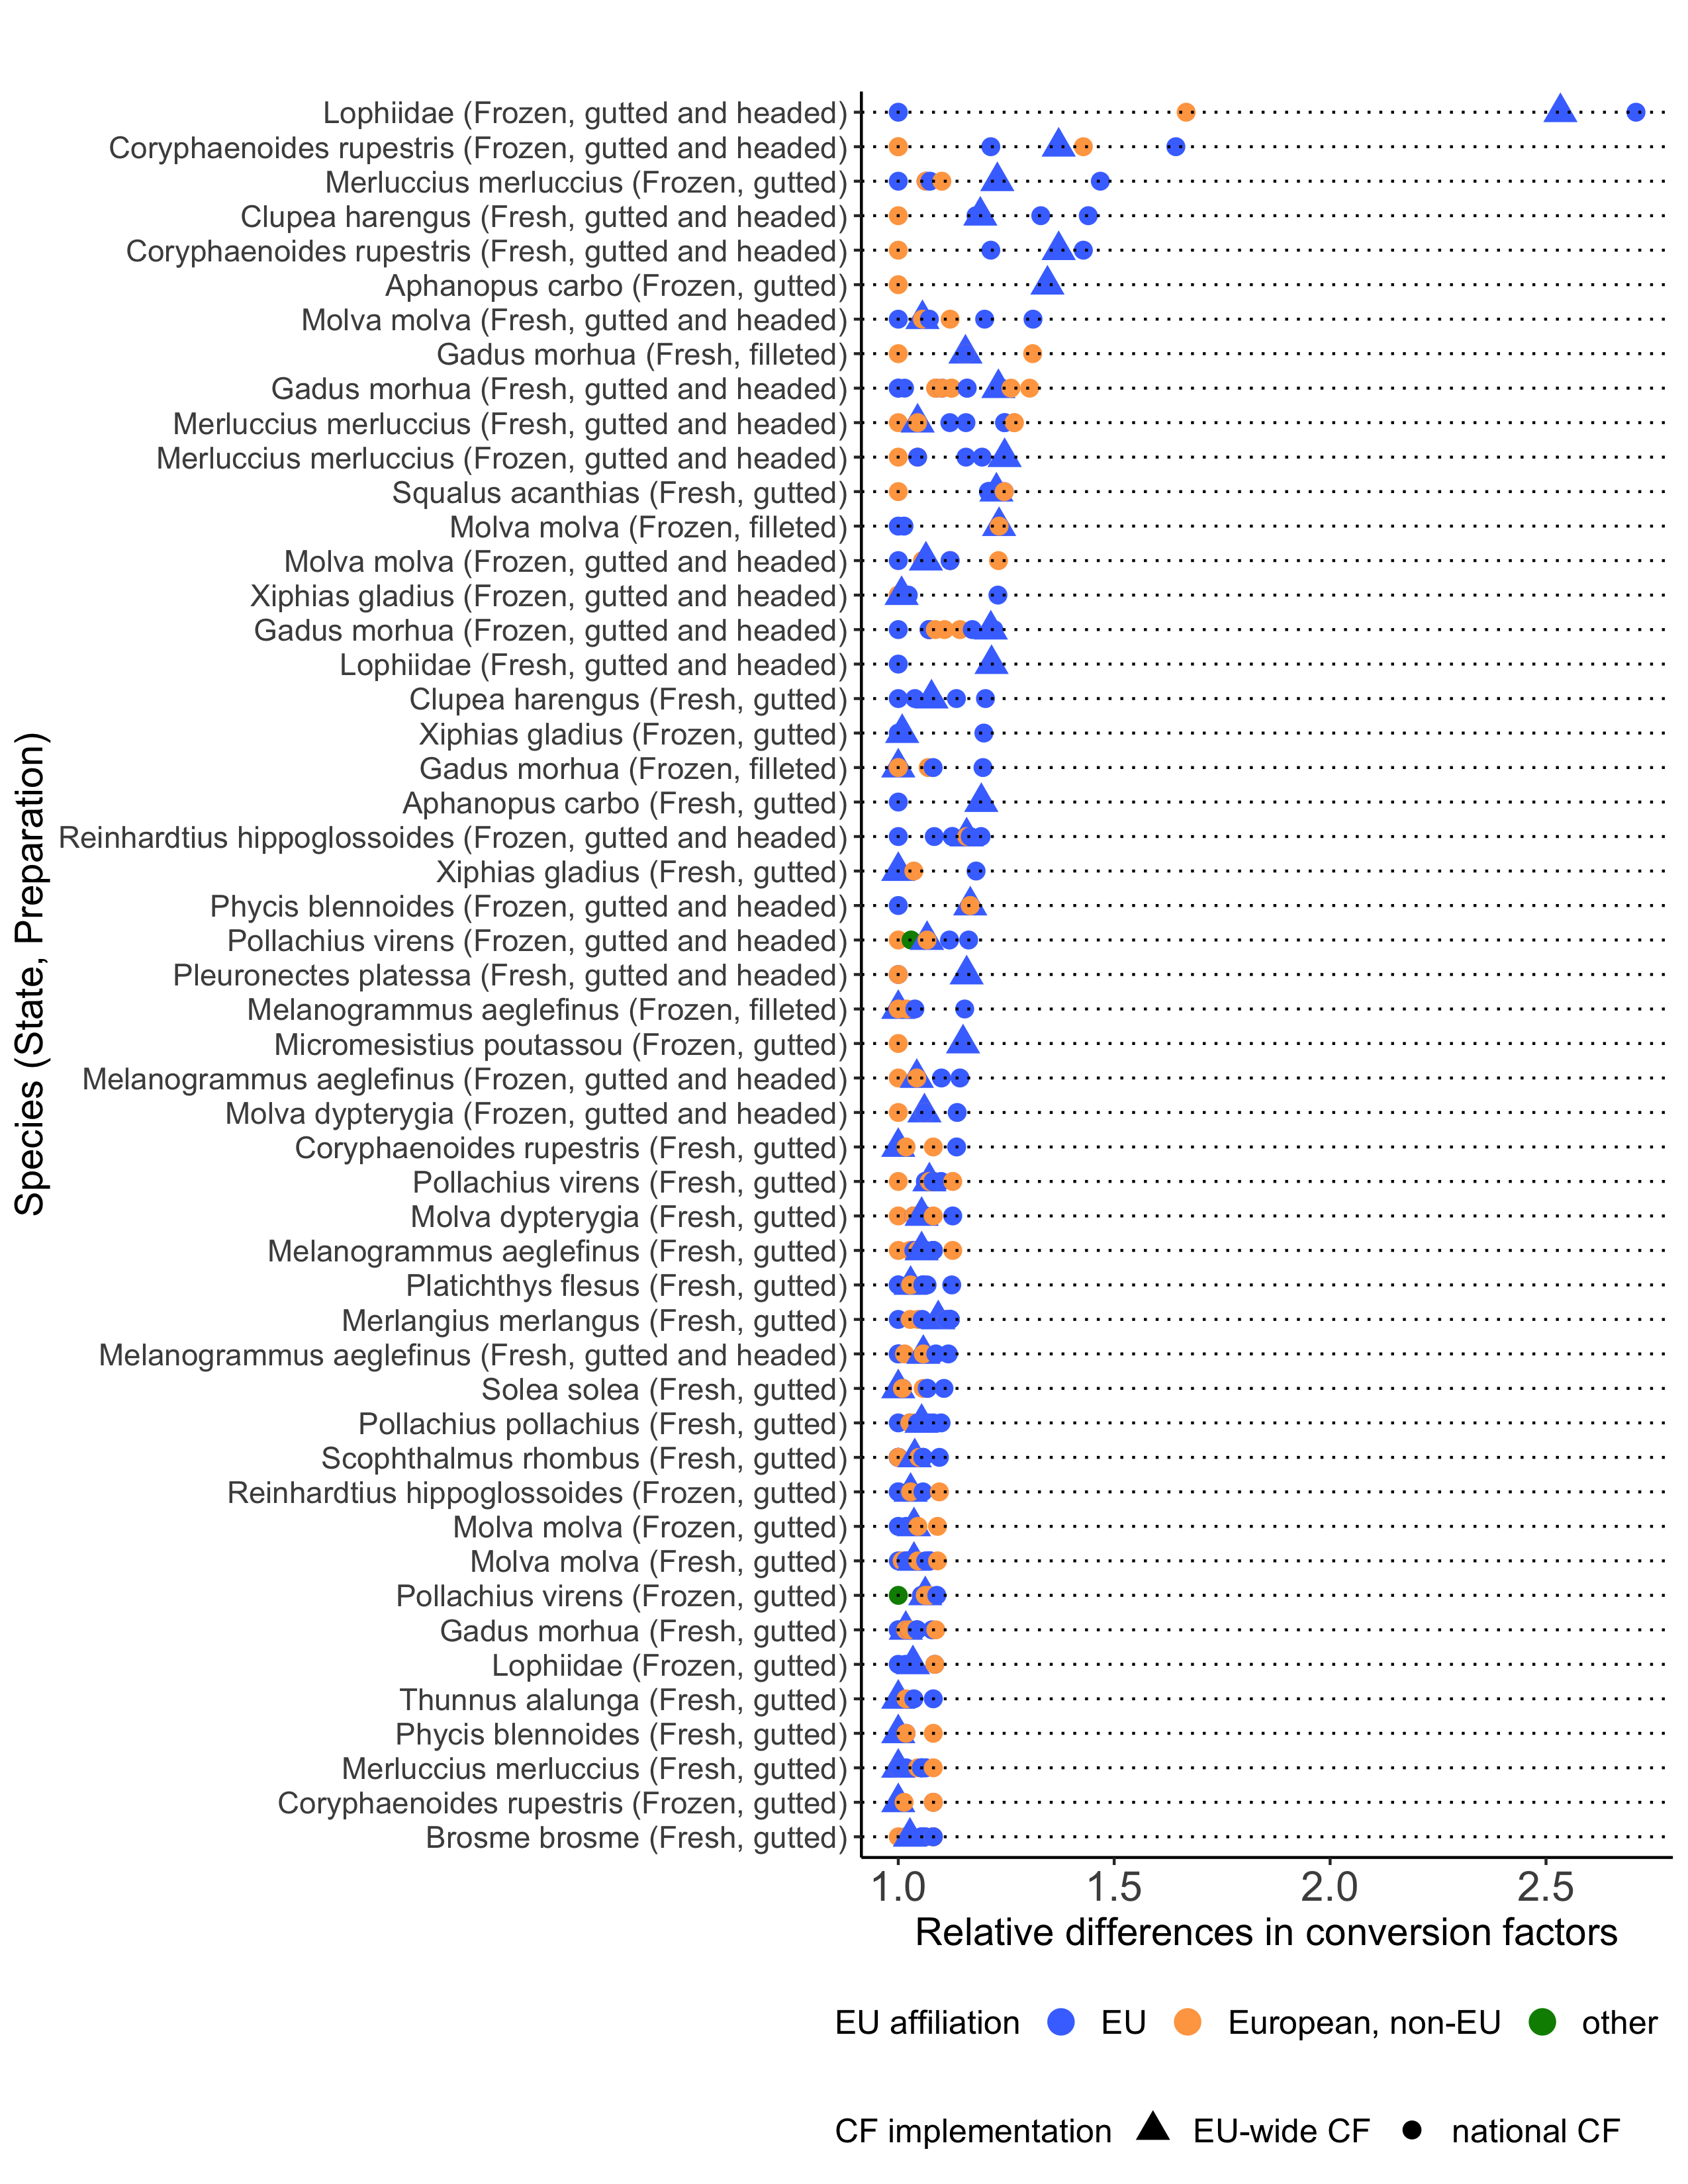 Lophiidae (Frozen, gutted and headed)
Coryphaenoides rupestris (Frozen, gutted and headed)
Merluccius merluccius (Frozen, gutted)
Clupea harengus (Fresh, gutted and headed)
Coryphaenoides rupestris (Fresh, gutted and headed)
Aphanopus carbo (Frozen, gutted)
Molva molva (Fresh, gutted and headed)
Gadus morhua (Fresh, filleted)
Gadus morhua (Fresh, gutted and headed)
Merluccius merluccius (Fresh, gutted and headed)
Merluccius merluccius (Frozen, gutted and headed)
Squalus acanthias (Fresh, gutted)
Molva molva (Frozen, filleted)
Molva molva (Frozen, gutted and headed)
Xiphias gladius (Frozen, gutted and headed)
Gadus morhua (Frozen, gutted and headed)
Lophiidae (Fresh, gutted and headed)
Clupea harengus (Fresh, gutted)
Xiphias gladius (Frozen, gutted)
Gadus morhua (Frozen, filleted)
Aphanopus carbo (Fresh, gutted)
Reinhardtius hippoglossoides (Frozen, gutted and headed)
Xiphias gladius (Fresh, gutted)
Phycis blennoides (Frozen, gutted and headed)
Pollachius virens (Frozen, gutted and headed)
Pleuronectes platessa (Fresh, gutted and headed)
Melanogrammus aeglefinus (Frozen, filleted)
Micromesistius poutassou (Frozen, gutted)
Melanogrammus aeglefinus (Frozen, gutted and headed)
Molva dypterygia (Frozen, gutted and headed)
Coryphaenoides rupestris (Fresh, gutted)
Pollachius virens (Fresh, gutted)
Molva dypterygia (Fresh, gutted)
Melanogrammus aeglefinus (Fresh, gutted)
Platichthys flesus (Fresh, gutted)
Merlangius merlangus (Fresh, gutted)
Melanogrammus aeglefinus (Fresh, gutted and headed)
Solea solea (Fresh, gutted)
Pollachius pollachius (Fresh, gutted)
Scophthalmus rhombus (Fresh, gutted)
Reinhardtius hippoglossoides (Frozen, gutted)
Molva molva (Frozen, gutted)
Molva molva (Fresh, gutted)
Pollachius virens (Frozen, gutted)
Gadus morhua (Fresh, gutted)
Lophiidae (Frozen, gutted)
Thunnus alalunga (Fresh, gutted)
Phycis blennoides (Fresh, gutted)
Merluccius merluccius (Fresh, gutted)
Coryphaenoides rupestris (Frozen, gutted)
Brosme brosme (Fresh, gutted)
Species (State, Preparation)
1.0 1.5 2.0 2.5
Relative differences in conversion factors
EU affiliation EU European, non-EU other
CF implementation EU-wide CF national CF